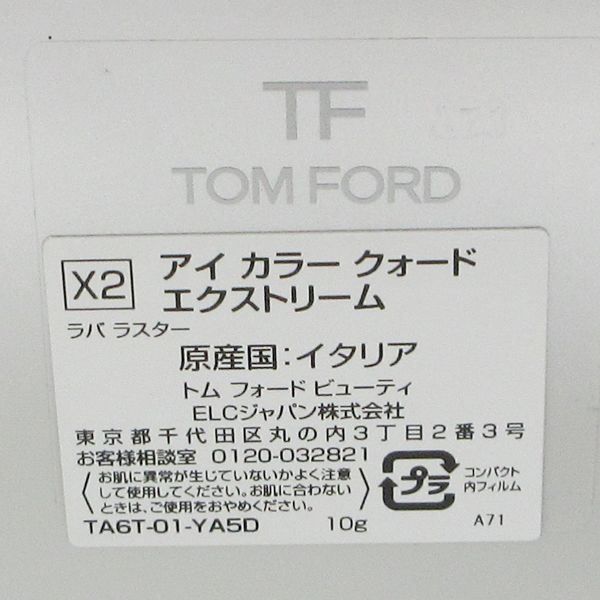 TF
TOM FORD
X2 アイ カラー クォード
エクストリーム
ラバ ラスター
原産国:イタリア
トム フォード ビューティ
ELCジャパン株式会社
東京都千代田区丸の内3丁目2番3号
お客様相談室 0120-032821
お肌に異常が生じていないかよく注意
して使用してください。お肌に合わない
ときは、ご使用をおやめください。
プラ
コンパクト
内フィルム
TA6T-01-YA5D 10g A71